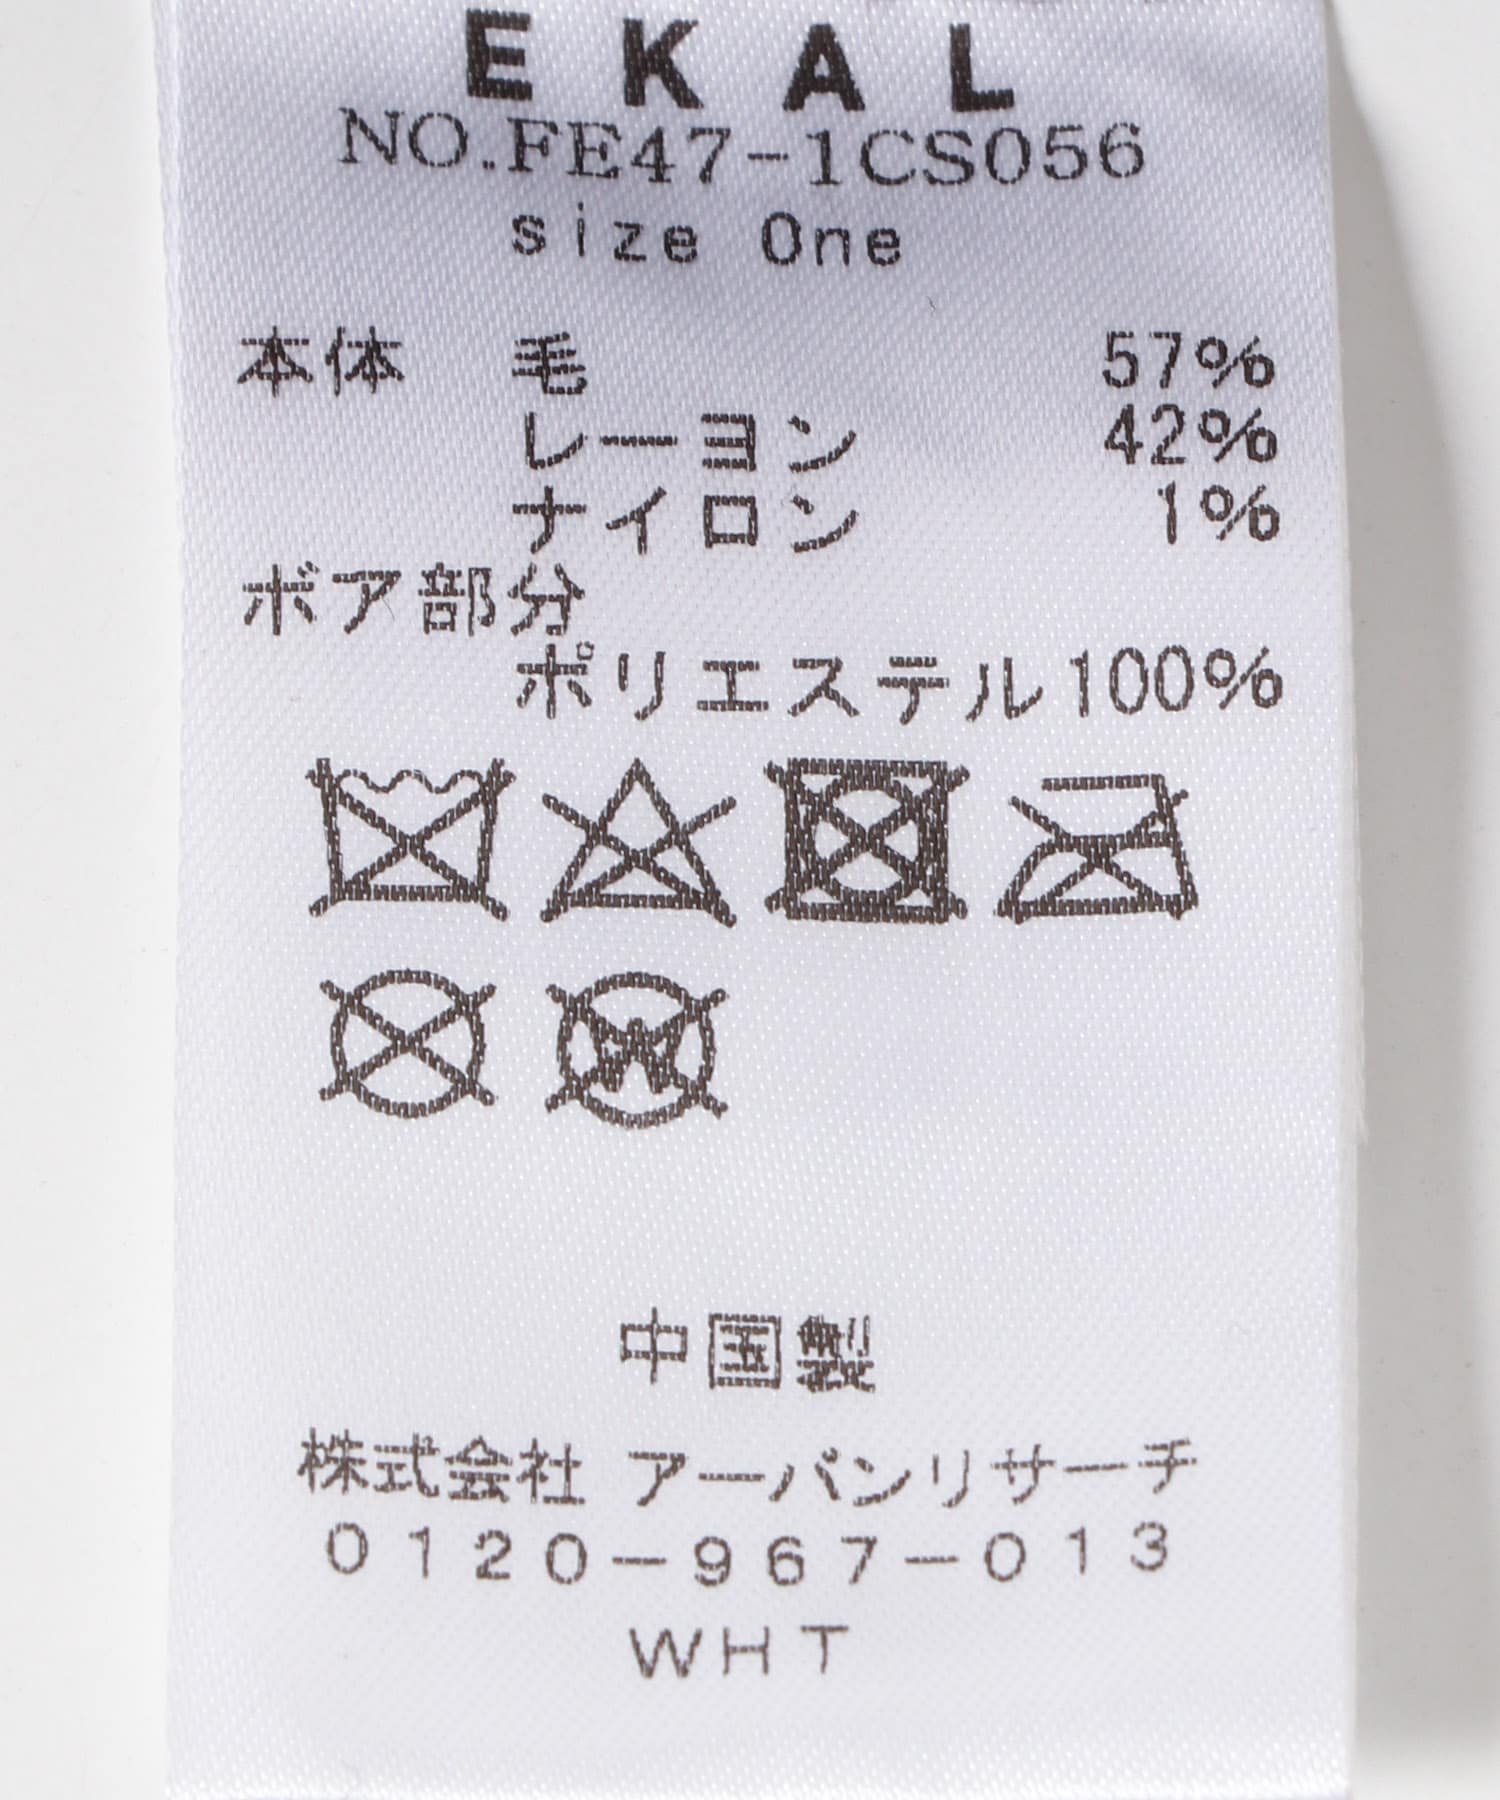 EKAL
NO.FE47-1CS056
size One
本体 毛 57%
レーヨン 42%
ナイロン 1%
ボア部分
ポリエステル100%
W
中国製
株式会社 アーバンリサーチ
0120-967-013
WHT